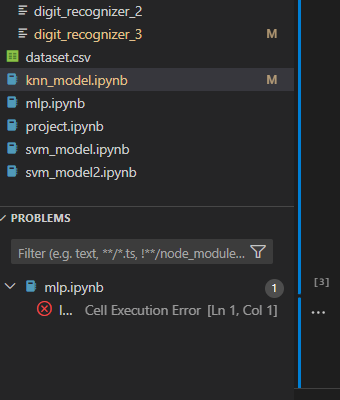 digit_recognizer_2
digit_recognizer_3 M
dataset.csv
knn_model.ipynb M
mlp.ipynb
project.ipynb
svm_model.ipynb
svm_model2.ipynb
PROBLEMS
Filter (e.g. text, **/*.ts, !**/node_module...
[3]
mlp.ipynb 1
I... Cell Execution Error [Ln 1, Col 1]
...